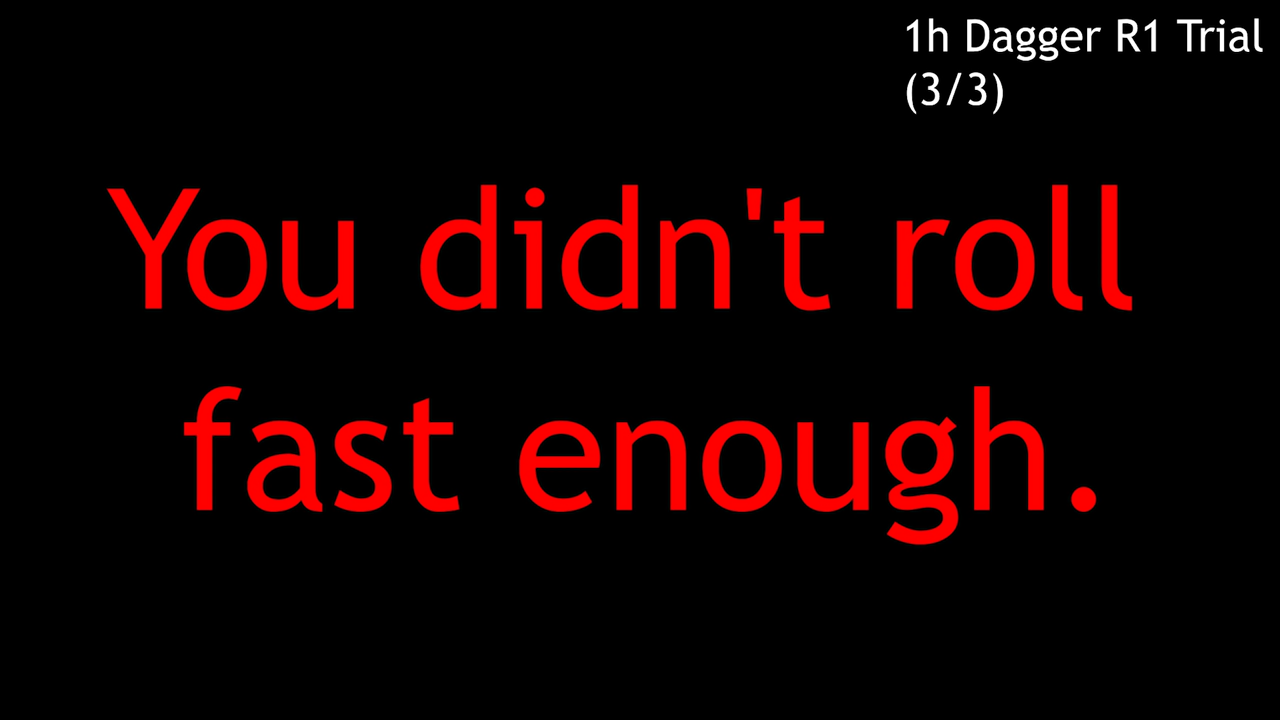 1h Dagger R1 Trial
(3/3)
You didn't roll
fast enough.